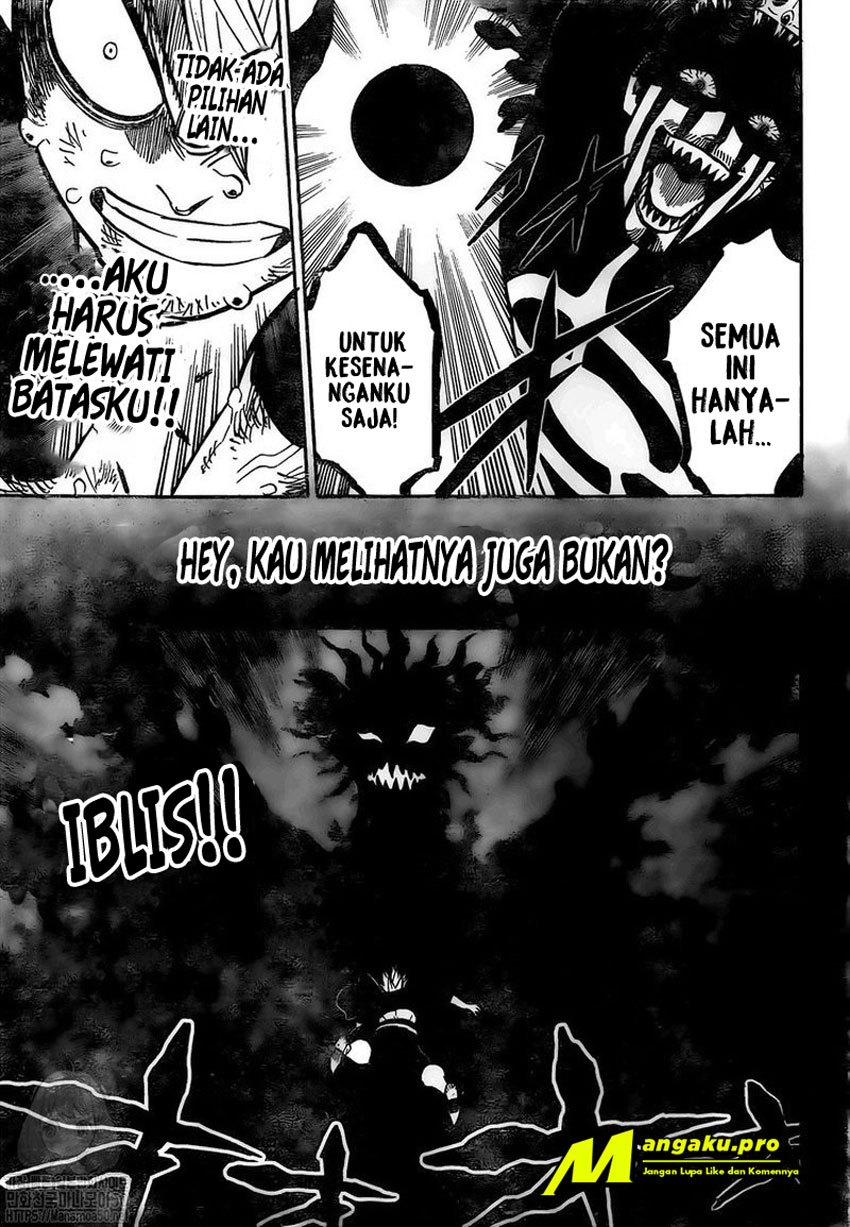 SEMUA
INI
HANYA-
LAH...
UNTUK
KESENA-
NGANKU
SAJA!
TIDAK ADA
PILIHAN
LAIN...
.....AKU
HARUS
MELEWATI
BATASKU!!
HEY, KAU MELIHATNYA JUGA BUKAN?
IBLIS!!
Mangaku.pro
Jangan Lupa Like dan Komennya